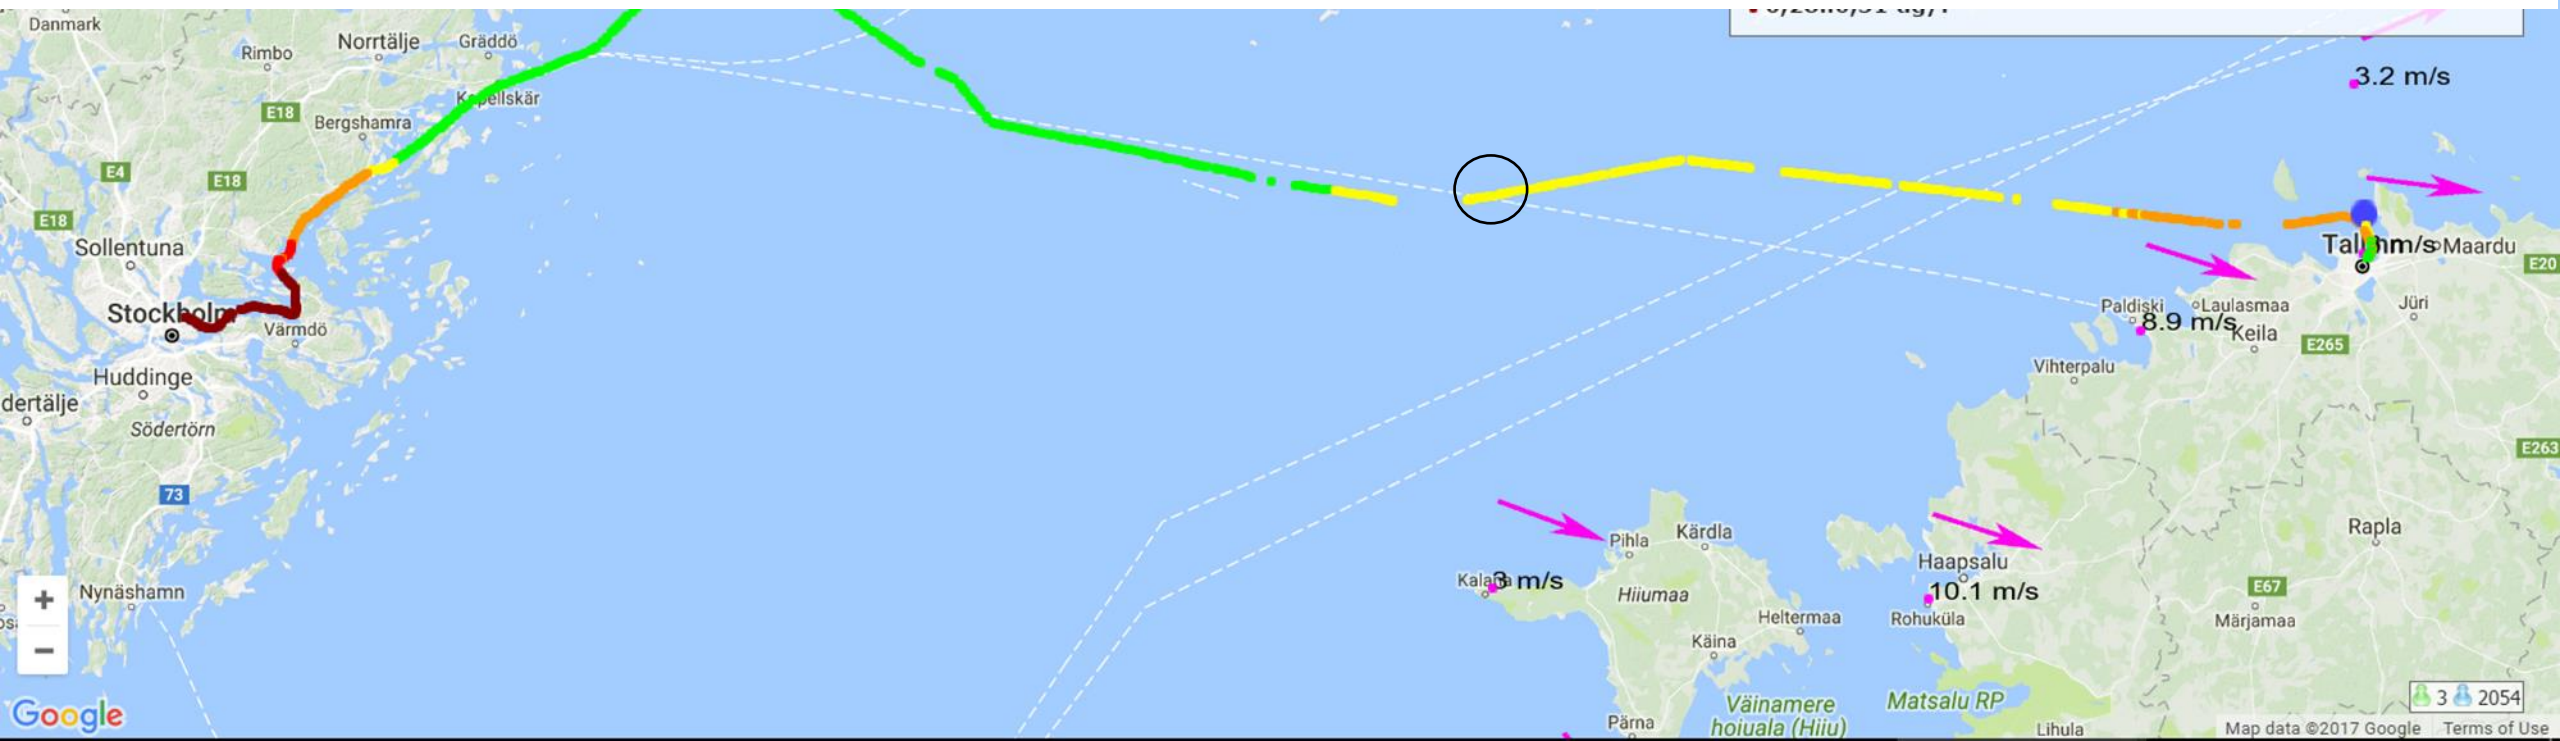 Danmark
Rimbo
Norrtälje
Gräddö
3.2 m/s
Kapellskär
E18
Bergshamra
E4
E18
E18
Sollentuna
m/s
Maardu
E20
Stockholm
Värmdö
Paldiski
Laulasmaa
Jüri
8.9 m/s
Keila
E265
Vihterpalu
Huddinge
dertälje
Södertörn
E263
73
Pihla
Kärdla
Rapla
Haapsalu
3 m/s
Hiiumaa
10.1 m/s
E67
Nynäshamn
Heltermaa
Rohuküla
Märjamaa
Käina
+
−
Google
Väinamere
hoiuala (Hiiu)
Matsalu RP
3 2054
Pärna
Lihula
Map data ©2017 Google
Terms of Use